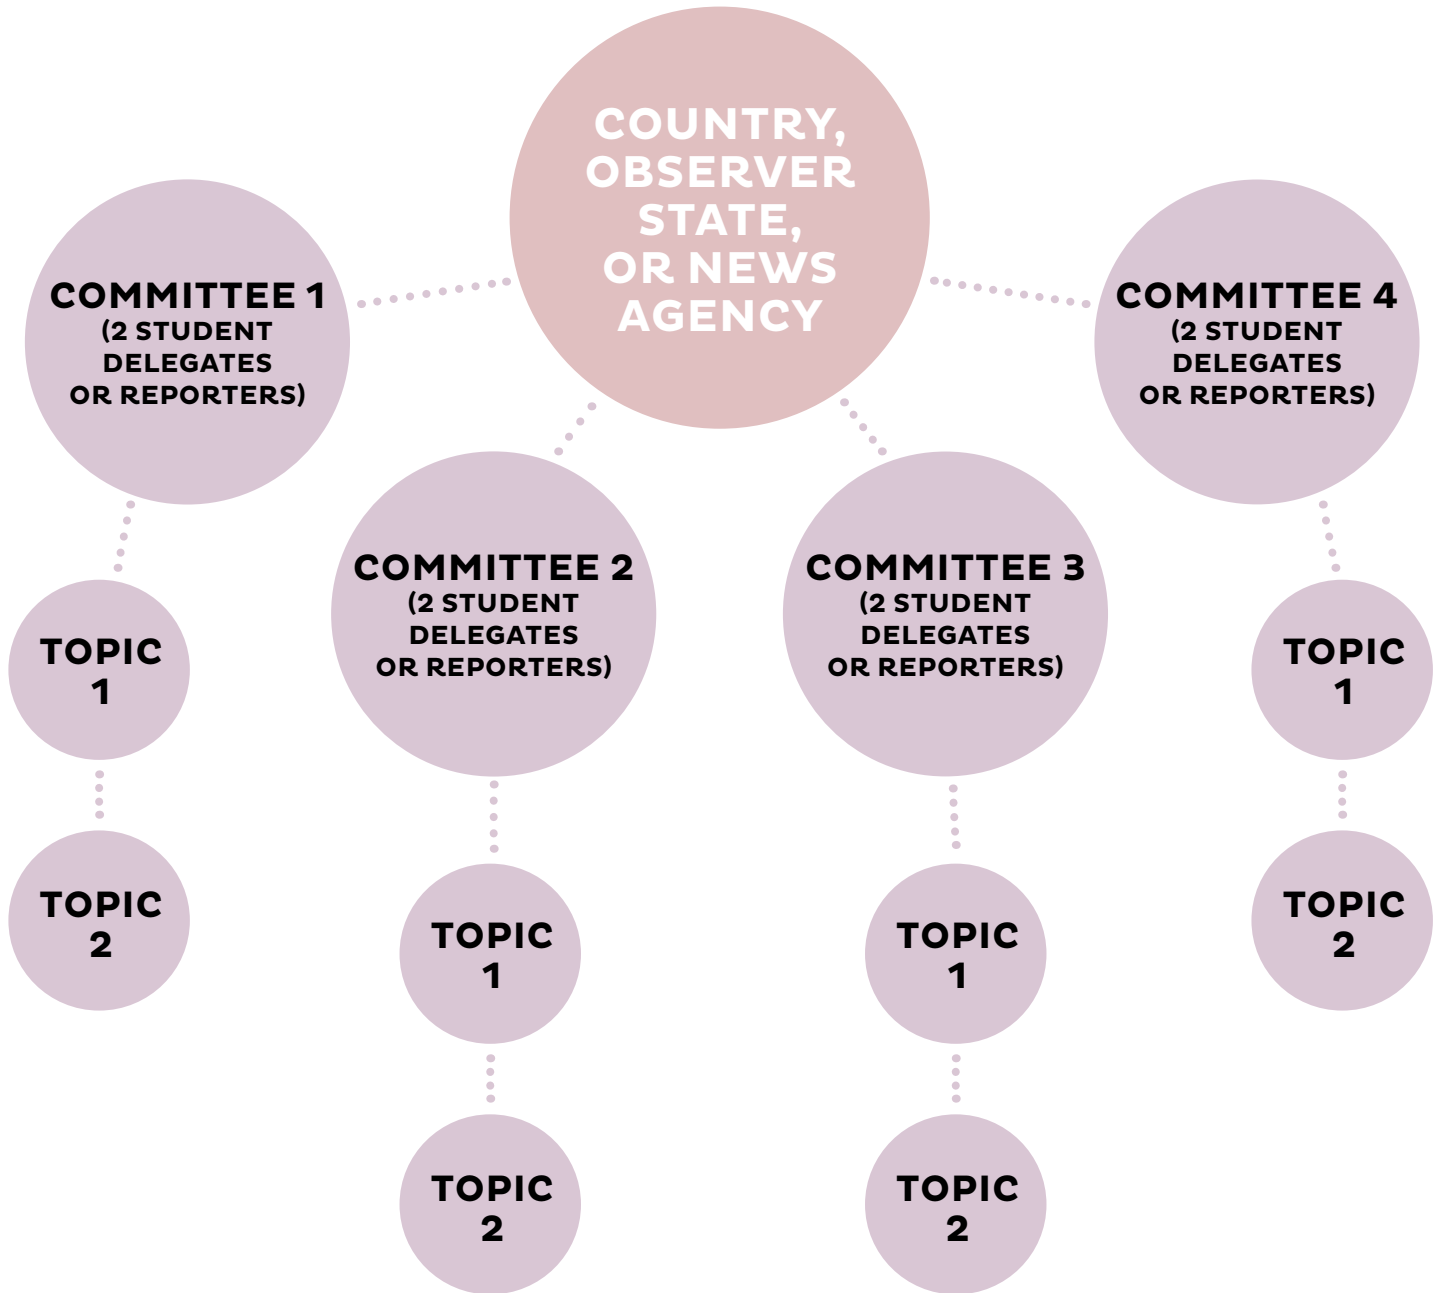 COUNTRY,
OBSERVER
STATE,
OR NEWS
AGENCY
COMMITTEE 1
(2 STUDENT
DELEGATES
OR REPORTERS)
TOPIC
1
TOPIC
2
COMMITTEE 2
(2 STUDENT
DELEGATES
OR REPORTERS)
TOPIC
1
TOPIC
2
COMMITTEE 3
(2 STUDENT
DELEGATES
OR REPORTERS)
TOPIC
1
TOPIC
2
COMMITTEE 4
(2 STUDENT
DELEGATES
OR REPORTERS)
TOPIC
1
TOPIC
2